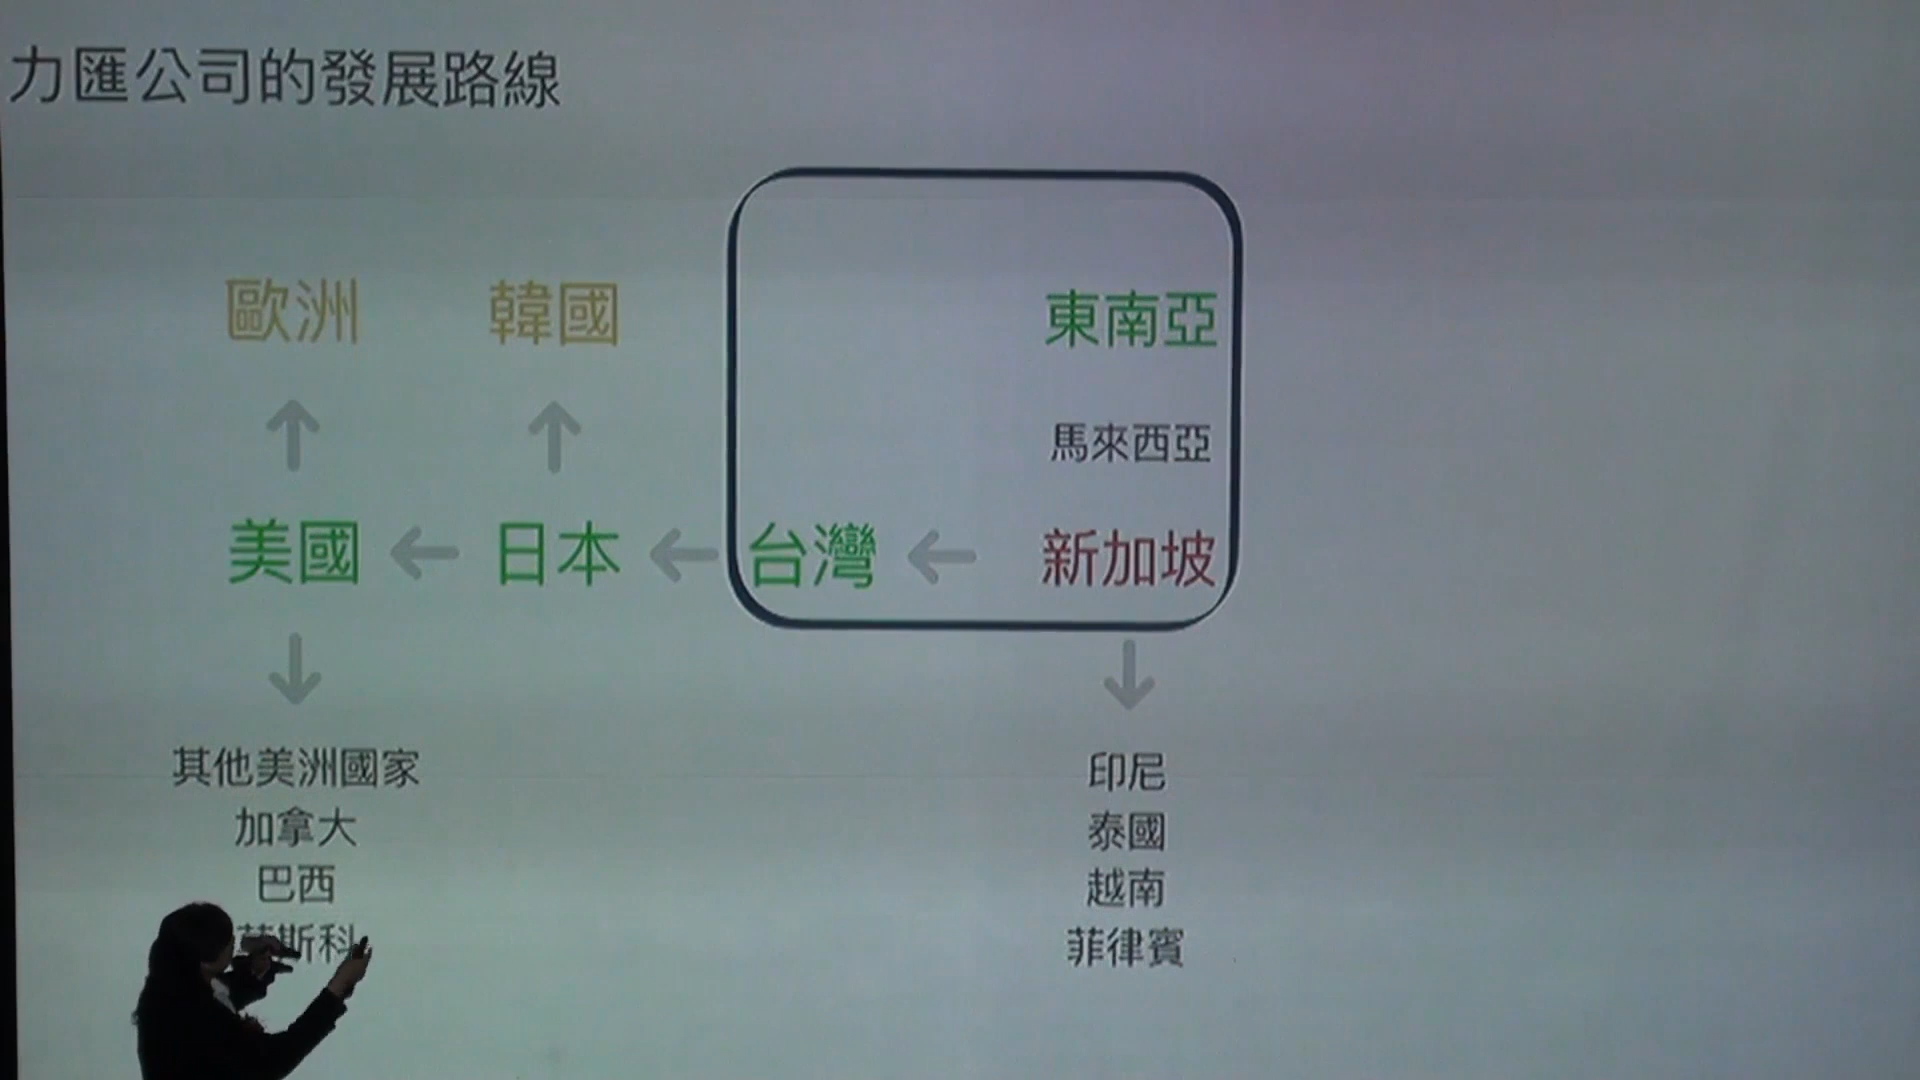 力匯公司的發展路線
歐洲 韓國 東南亞
馬來西亞
美國 日本 台灣 新加坡
其他美洲國家 印尼
加拿大 泰國
巴西 越南
斯科 菲律賓